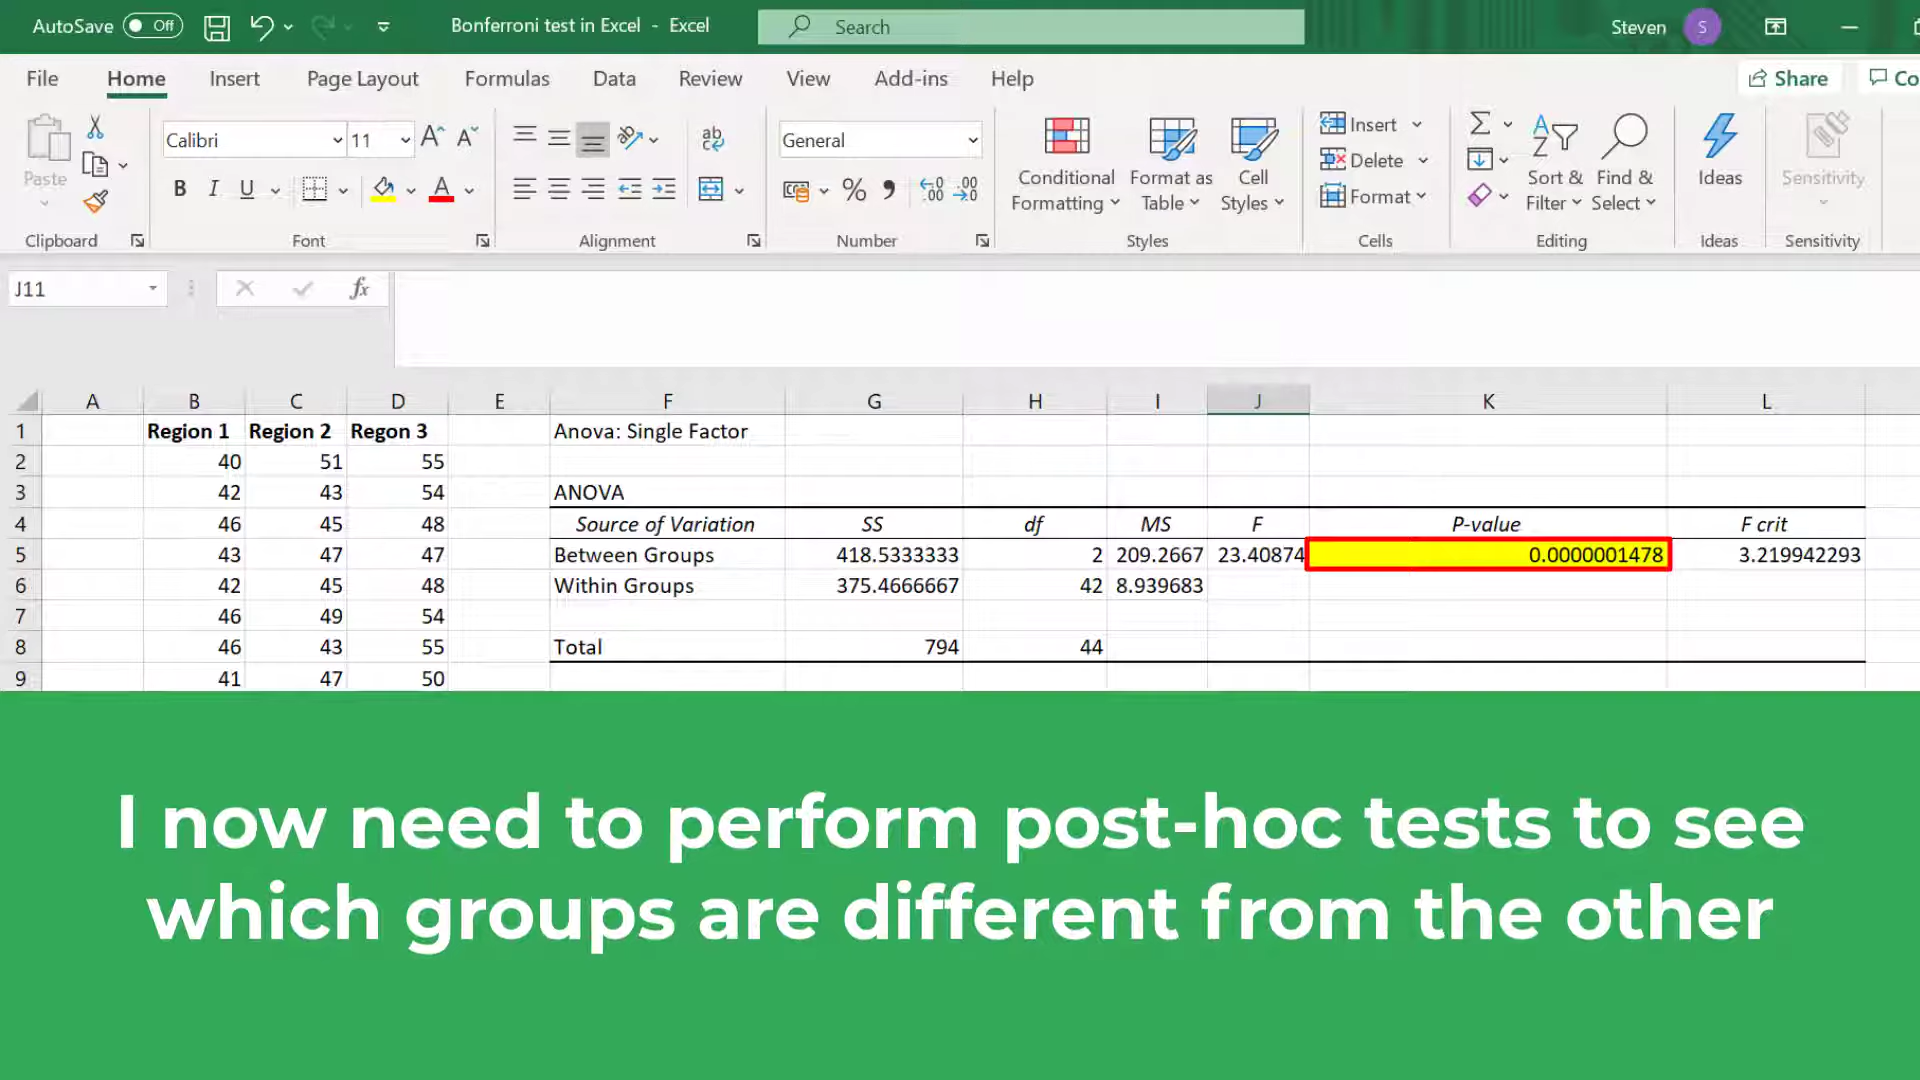 AutoSave Off Bonferroni test in Excel - Excel Search Steven S
File Home Insert Page Layout Formulas Data Review View Add-ins Help Share Co
Paste Calibri 11 General Conditional Formatting Format as Table Cell Styles Insert Delete Format Sort & Filter Find & Select Ideas Sensitivity
Clipboard Font Alignment Number Styles Cells Editing Ideas Sensitivity
J11 fx
A B C D E F G H I J K L
1 Region 1 Region 2 Regon 3 Anova: Single Factor
2 40 51 55
3 42 43 54 ANOVA
4 46 45 48 Source of Variation SS df MS F P-value F crit
5 43 47 47 Between Groups 418.5333333 2 209.2667 23.40874 0.0000001478 3.219942293
6 42 45 48 Within Groups 375.4666667 42 8.939683
7 46 49 54
8 46 43 55 Total 794 44
9 41 47 50
I now need to perform post-hoc tests to see
which groups are different from the other